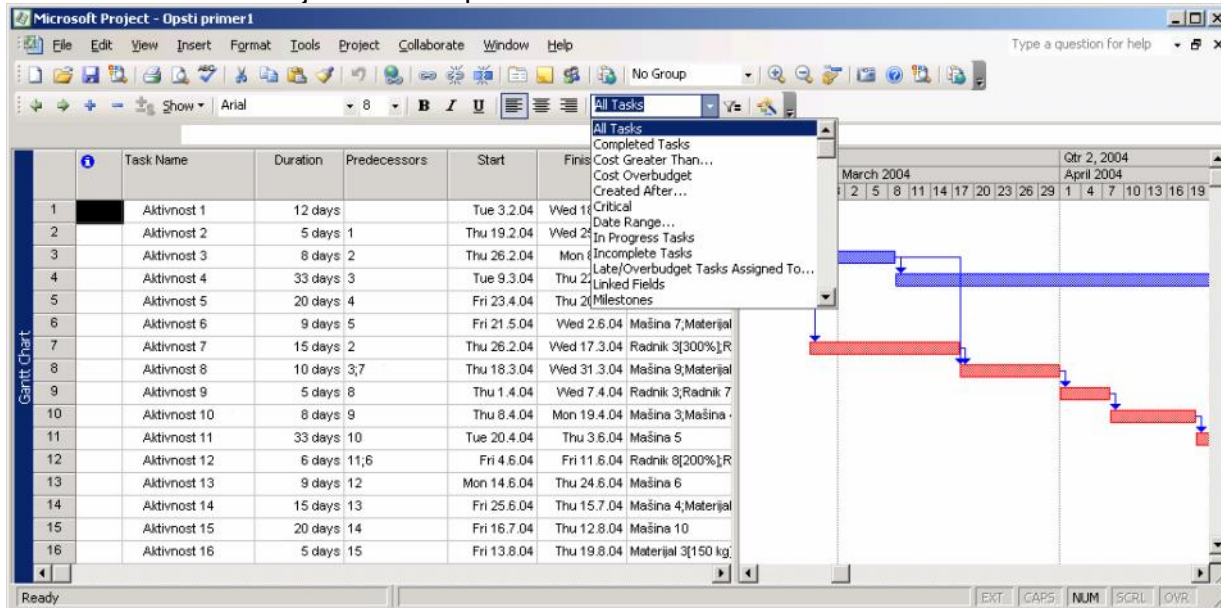 Microsoft Project - Opsti primer1
File Edit View Insert Format Tools Project Collaborate Window Help Type a question for help
No Group
Show Arial 8 B I U All Tasks
All Tasks
Completed Tasks
Cost Greater Than...
Cost Overbudget
Created After...
Critical
Date Range...
In Progress Tasks
Incomplete Tasks
Late/Overbudget Tasks Assigned To...
Linked Fields
Milestones
Task Name Duration Predecessors Start Finis
Qtr 2, 2004
March 2004 April 2004
2 5 8 11 14 17 20 23 26 29 1 4 7 10 13 16 19
1 Aktivnost 1 12 days Tue 3.2.04 Wed 18
2 Aktivnost 2 5 days 1 Thu 19.2.04 Wed 25
3 Aktivnost 3 8 days 2 Thu 26.2.04 Mon 8
4 Aktivnost 4 33 days 3 Tue 9.3.04 Thu 22
5 Aktivnost 5 20 days 4 Fri 23.4.04 Thu 20
6 Aktivnost 6 9 days 5 Fri 21.5.04 Wed 2.6.04 Mašina 7;Materijal
7 Aktivnost 7 15 days 2 Thu 26.2.04 Wed 17.3.04 Radnik 3[300%];R
8 Aktivnost 8 10 days 3;7 Thu 18.3.04 Wed 31.3.04 Mašina 9;Materijal
9 Aktivnost 9 5 days 8 Thu 1.4.04 Wed 7.4.04 Radnik 3;Radnik 7
10 Aktivnost 10 8 days 9 Thu 8.4.04 Mon 19.4.04 Mašina 3;Mašina
11 Aktivnost 11 33 days 10 Tue 20.4.04 Thu 3.6.04 Mašina 5
12 Aktivnost 12 6 days 11;6 Fri 4.6.04 Fri 11.6.04 Radnik 8[200%];R
13 Aktivnost 13 9 days 12 Mon 14.6.04 Thu 24.6.04 Mašina 6
14 Aktivnost 14 15 days 13 Fri 25.6.04 Thu 15.7.04 Mašina 4;Materijal
15 Aktivnost 15 20 days 14 Fri 16.7.04 Thu 12.8.04 Mašina 10
16 Aktivnost 16 5 days 15 Fri 13.8.04 Thu 19.8.04 Materijal 3[150 kg]
Gantt Chart
Ready EXT CAPS NUM SCRL OVR